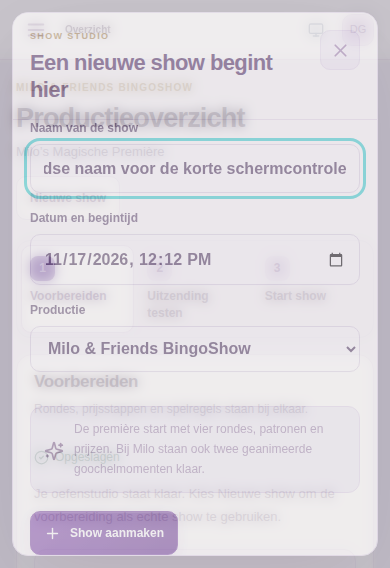 Overzicht
DG
SHOW STUDIO
Een nieuwe show begint
hier
MILO & FRIENDS BINGOSHOW
Productieoverzicht
Naam van de show
Milo's Magische Première
dse naam voor de korte schermcontrole
Nieuwe show
Datum en begintijd
11/17/2026, 12:12 PM
1
2
3
Voorbereiden
Uitzending
testen
Start show
Productie
Milo & Friends BingoShow
Voorbereiden
Rondes, prijsstappen en spelregels staan bij elkaar.
De première start met vier rondes, patronen en
prijzen. Bij Milo staan ook twee geanimeerde
goochelmomenten klaar.
Opgeslagen
Je oefenstudio staat klaar. Kies Nieuwe show om de
voorbereiding als echte show te gebruiken.
Show aanmaken